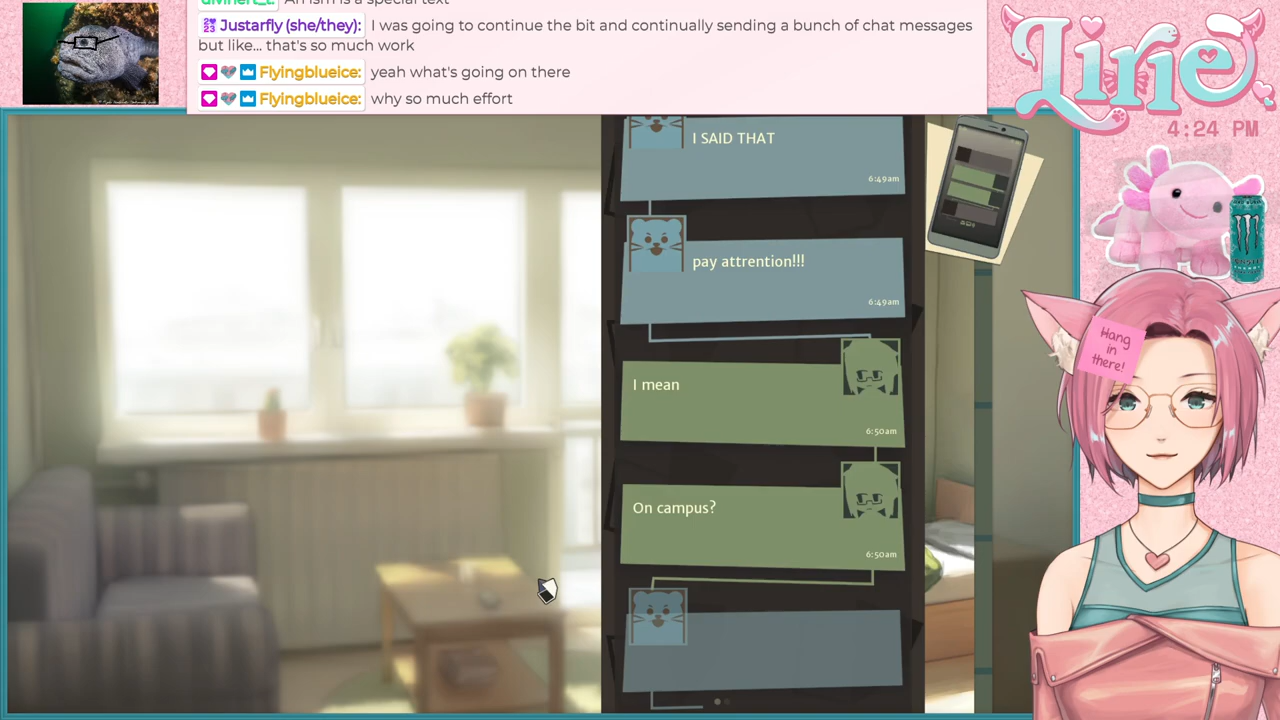 Justarfly (she/they): I was going to continue the bit and continually sending a bunch of chat messages
but like... that's so much work
Flyingblueice: yeah what's going on there
Flyingblueice: why so much effort
Lirie
4:24 PM
I SAID THAT
6:49am
pay attrention!!!
6:49am
I mean
6:50am
On campus?
6:50am
Hang
in
there!